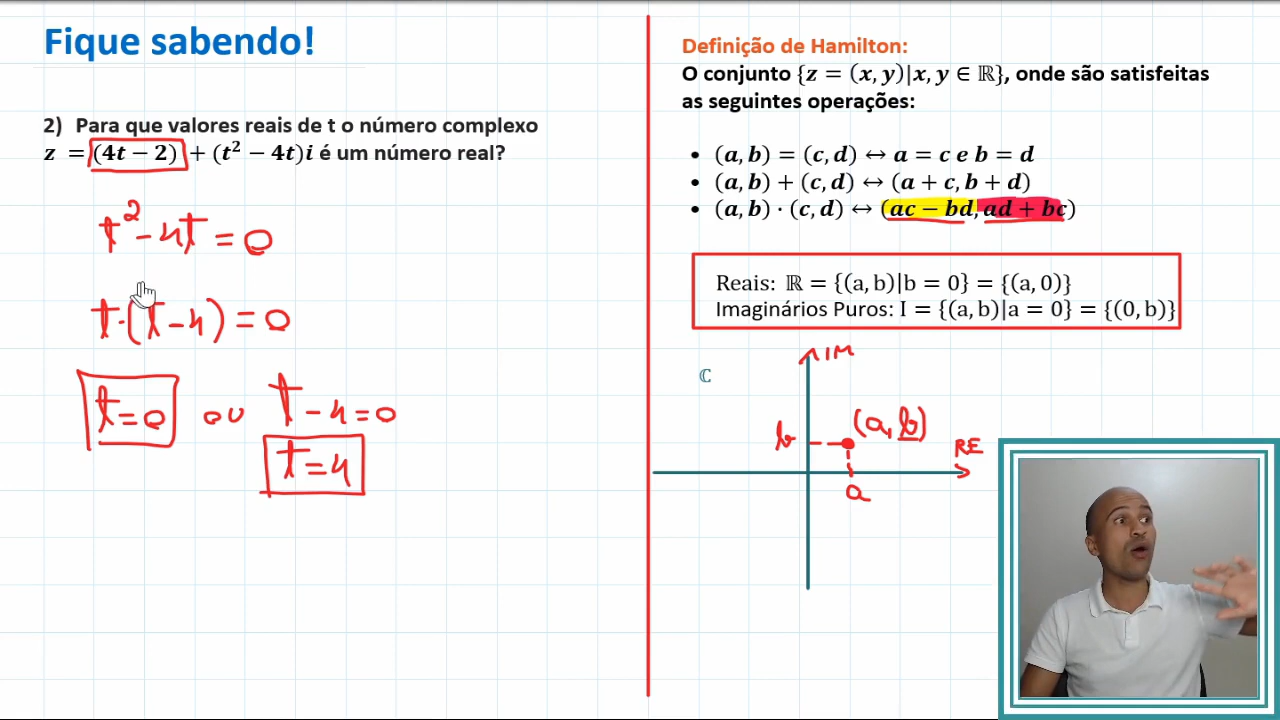 Fique sabendo!
2) Para que valores reais de t o número complexo
z = (4t − 2) + (t² − 4t)i é um número real?
t² − 4t = 0
t·(t − 4) = 0
t = 0 ou t − 4 = 0
t = 4
Definição de Hamilton:
O conjunto {z = (x, y)|x, y ∈ ℝ}, onde são satisfeitas
as seguintes operações:
• (a, b) = (c, d) ↔ a = c e b = d
• (a, b) + (c, d) ↔ (a + c, b + d)
• (a, b) · (c, d) ↔ (ac − bd, ad + bc)
Reais: ℝ = {(a, b)|b = 0} = {(a, 0)}
Imaginários Puros: I = {(a, b)|a = 0} = {(0, b)}
IM
ℂ
(a, b)
b
RE
a